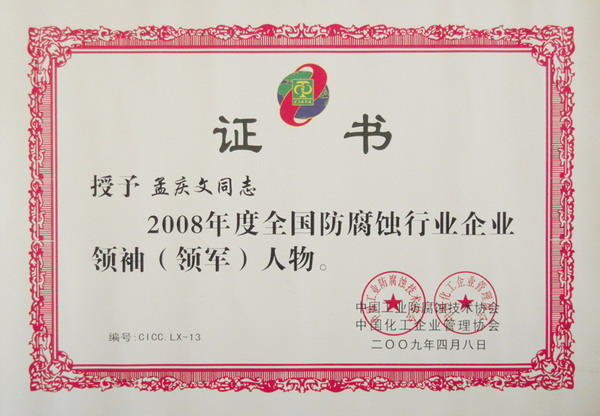 证 书
授予 孟庆文同志
2008年度全国防腐蚀行业企业
领袖（领军）人物。
中国工业防腐蚀技术协会
中国化工企业管理协会
编号:CICC.LX-13
二〇〇九年四月八日